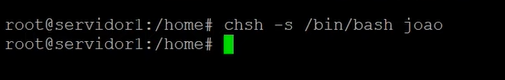 root@servidor1:/home# chsh -s /bin/bash joao
root@servidor1:/home#